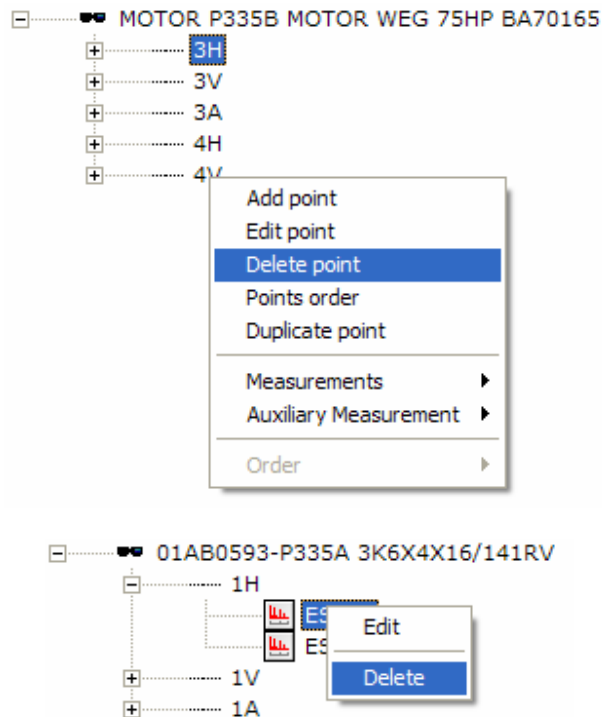 MOTOR P335B MOTOR WEG 75HP BA70165
3H
3V
3A
4H
4V
Add point
Edit point
Delete point
Points order
Duplicate point
Measurements
Auxiliary Measurement
Order
01AB0593-P335A 3K6X4X16/141RV
1H
Edit
Delete
1V
1A